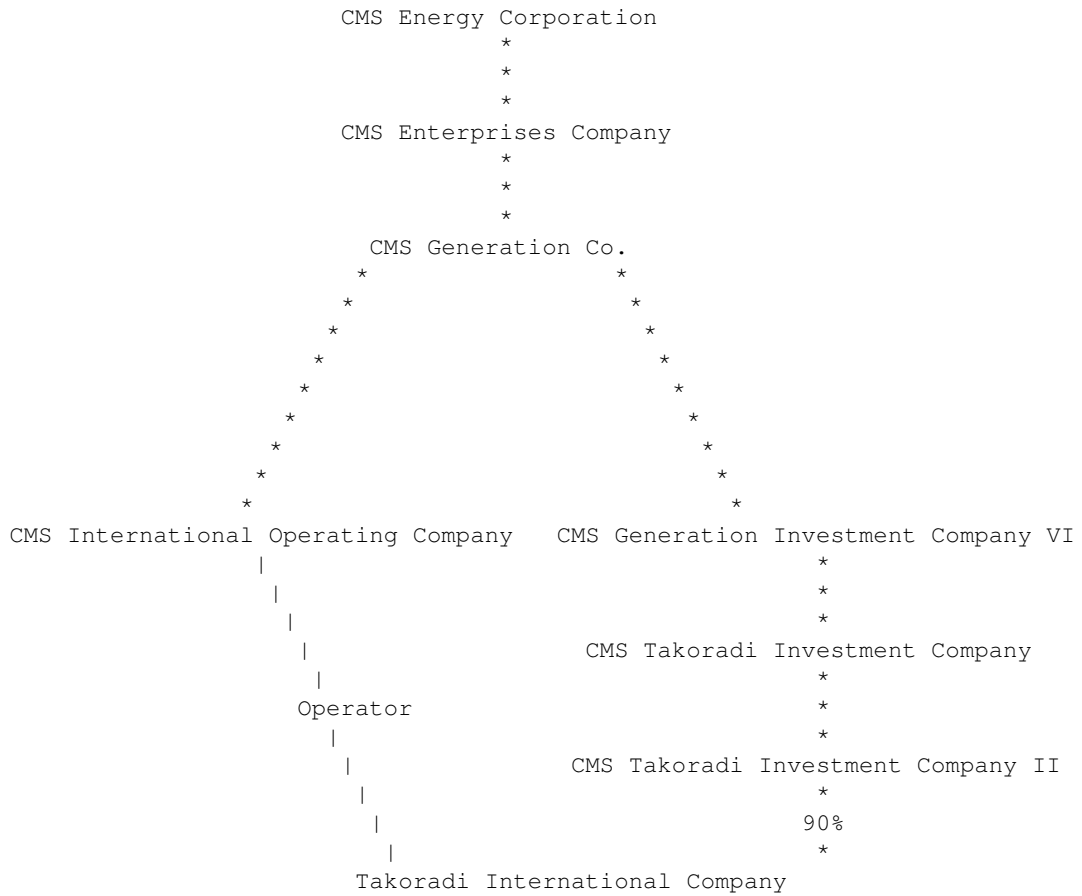 CMS Energy Corporation
*
*
*
CMS Enterprises Company
*
*
*
CMS Generation Co.
* *
* *
* *
* *
* *
* *
* *
* *
* *
CMS International Operating Company CMS Generation Investment Company VI
| *
| *
| *
| CMS Takoradi Investment Company
| *
Operator *
| *
| CMS Takoradi Investment Company II
| *
| 90%
| *
Takoradi International Company